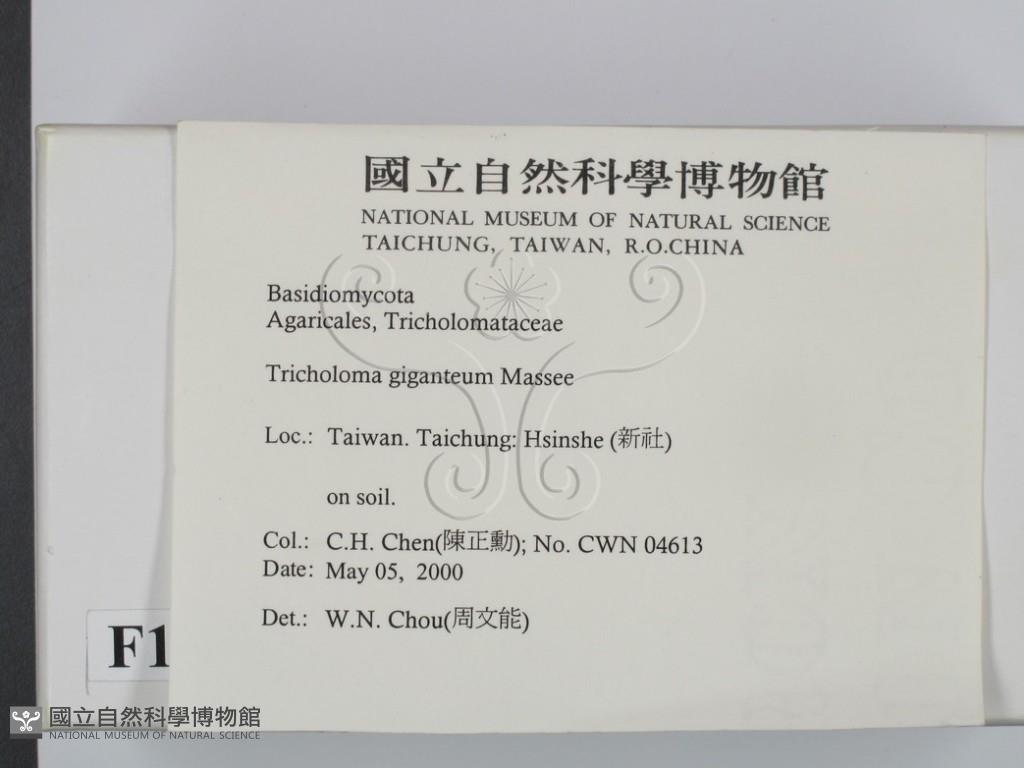 國立自然科學博物館
NATIONAL MUSEUM OF NATURAL SCIENCE
TAICHUNG, TAIWAN, R.O.CHINA
Basidiomycota
Agaricales, Tricholomataceae
Tricholoma giganteum Massee
Loc.: Taiwan. Taichung: Hsinshe (新社)
on soil.
Col.: C.H. Chen(陳正勳); No. CWN 04613
Date: May 05, 2000
Det.: W.N. Chou(周文能)
F1
國立自然科學博物館
NATIONAL MUSEUM OF NATURAL SCIENCE